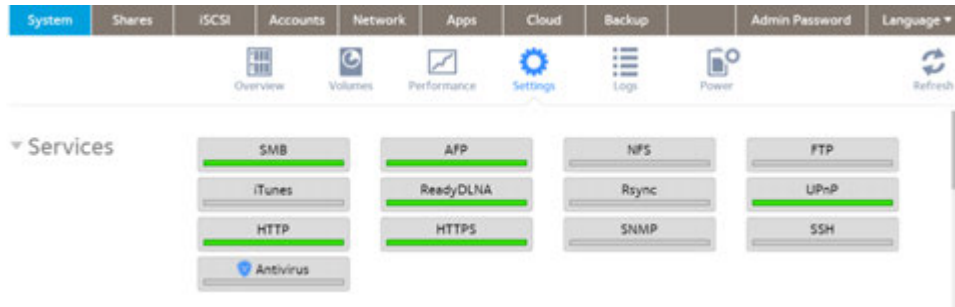 System Shares iSCSI Accounts Network Apps Cloud Backup Admin Password Language
Overview Volumes Performance Settings Logs Power Refresh
Services
SMB AFP NFS FTP
iTunes ReadyDLNA Rsync UPnP
HTTP HTTPS SNMP SSH
Antivirus